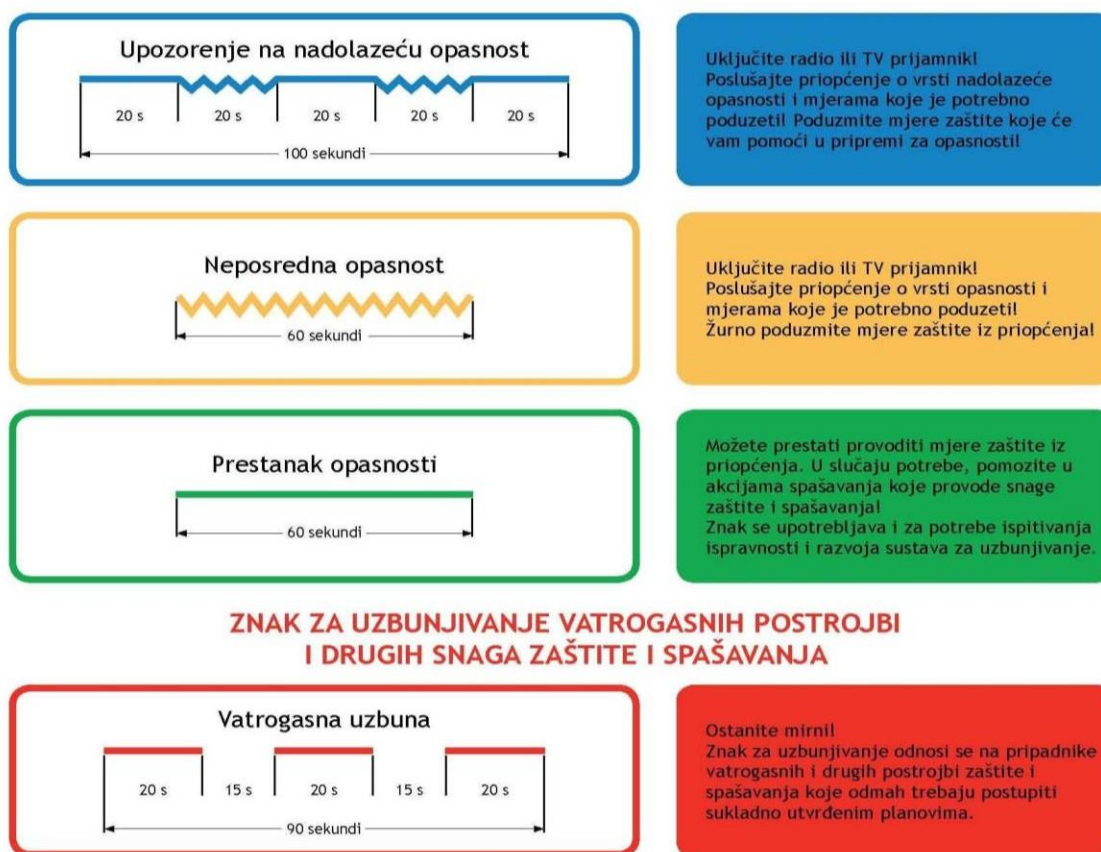 Upozorenje na nadolazeću opasnost
20 s 20 s 20 s 20 s 20 s
100 sekundi
Uključite radio ili TV prijamnik!
Poslušajte priopćenje o vrsti nadolazeće
opasnosti i mjerama koje je potrebno
poduzeti! Poduzmite mjere zaštite koje će
vam pomoći u pripremi za opasnosti!
Neposredna opasnost
60 sekundi
Uključite radio ili TV prijamnik!
Poslušajte priopćenje o vrsti opasnosti i
mjerama koje je potrebno poduzeti!
Žurno poduzmite mjere zaštite iz priopćenja!
Prestanak opasnosti
60 sekundi
Možete prestati provoditi mjere zaštite iz
priopćenja. U slučaju potrebe, pomozite u
akcijama spašavanja koje provode snage
zaštite i spašavanja!
Znak se upotrebljava i za potrebe ispitivanja
ispravnosti i razvoja sustava za uzbunjivanje.
ZNAK ZA UZBUNJIVANJE VATROGASNIH POSTROJBI
I DRUGIH SNAGA ZAŠTITE I SPAŠAVANJA
Vatrogasna uzbuna
20 s 15 s 20 s 15 s 20 s
90 sekundi
Ostanite mirni!
Znak za uzbunjivanje odnosi se na pripadnike
vatrogasnih i drugih postrojbi zaštite i
spašavanja koje odmah trebaju postupiti
sukladno utvrđenim planovima.